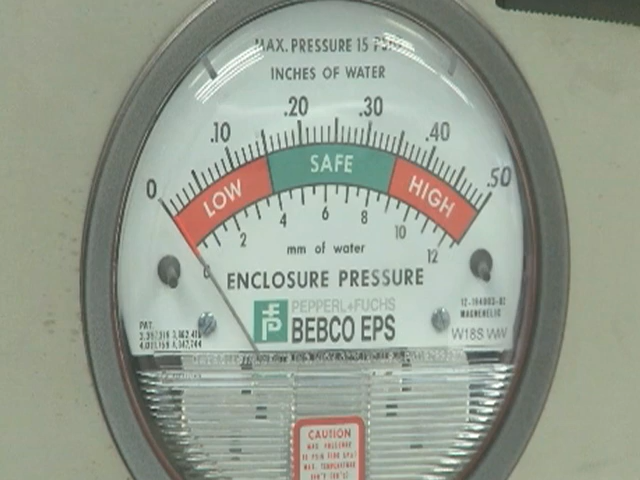 MAX. PRESSURE 15
INCHES OF WATER
0 .10 .20 .30 .40 .50
LOW SAFE HIGH
0 2 4 6 8 10 12
mm of water
ENCLOSURE PRESSURE
PEPPERL+FUCHS
BEBCO EPS
PAT.
MAGNEHELIC
W18S WW
CAUTION